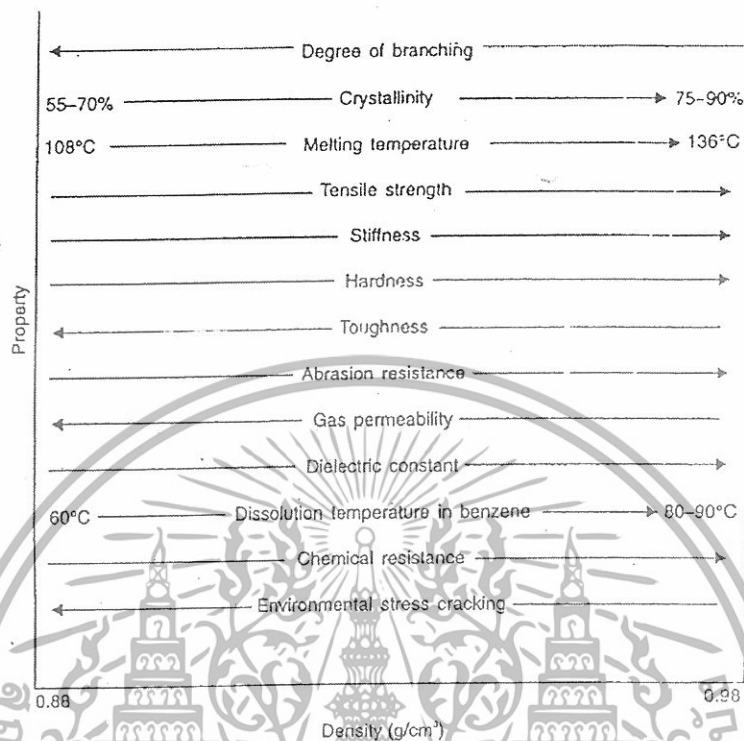 Degree of branching
55–70% Crystallinity 75–90%
108°C Melting temperature 136°C
Tensile strength
Stiffness
Hardness
Toughness
Abrasion resistance
Gas permeability
Dielectric constant
60°C Dissolution temperature in benzene 80–90°C
Chemical resistance
Environmental stress cracking
Property
0.88 0.98
Density (g/cm³)